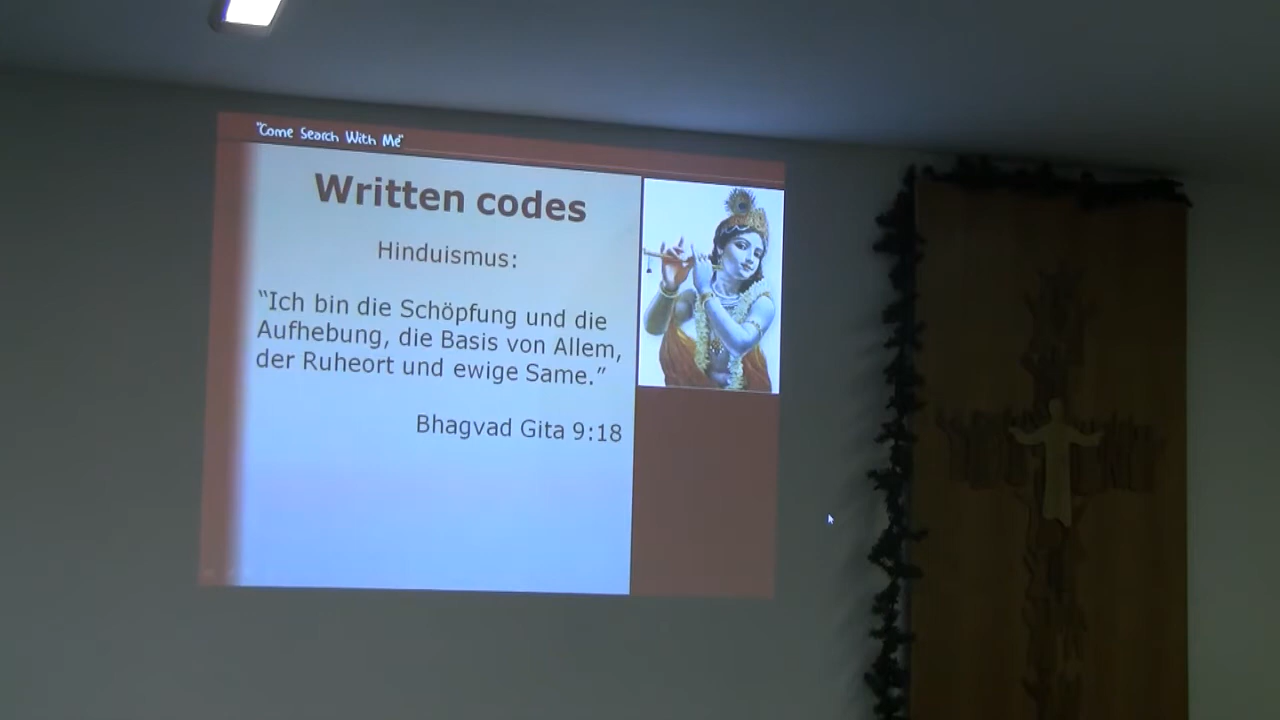 "Come Search With Me"
Written codes
Hinduismus:
“Ich bin die Schöpfung und die
Aufhebung, die Basis von Allem,
der Ruheort und ewige Same.”
Bhagvad Gita 9:18